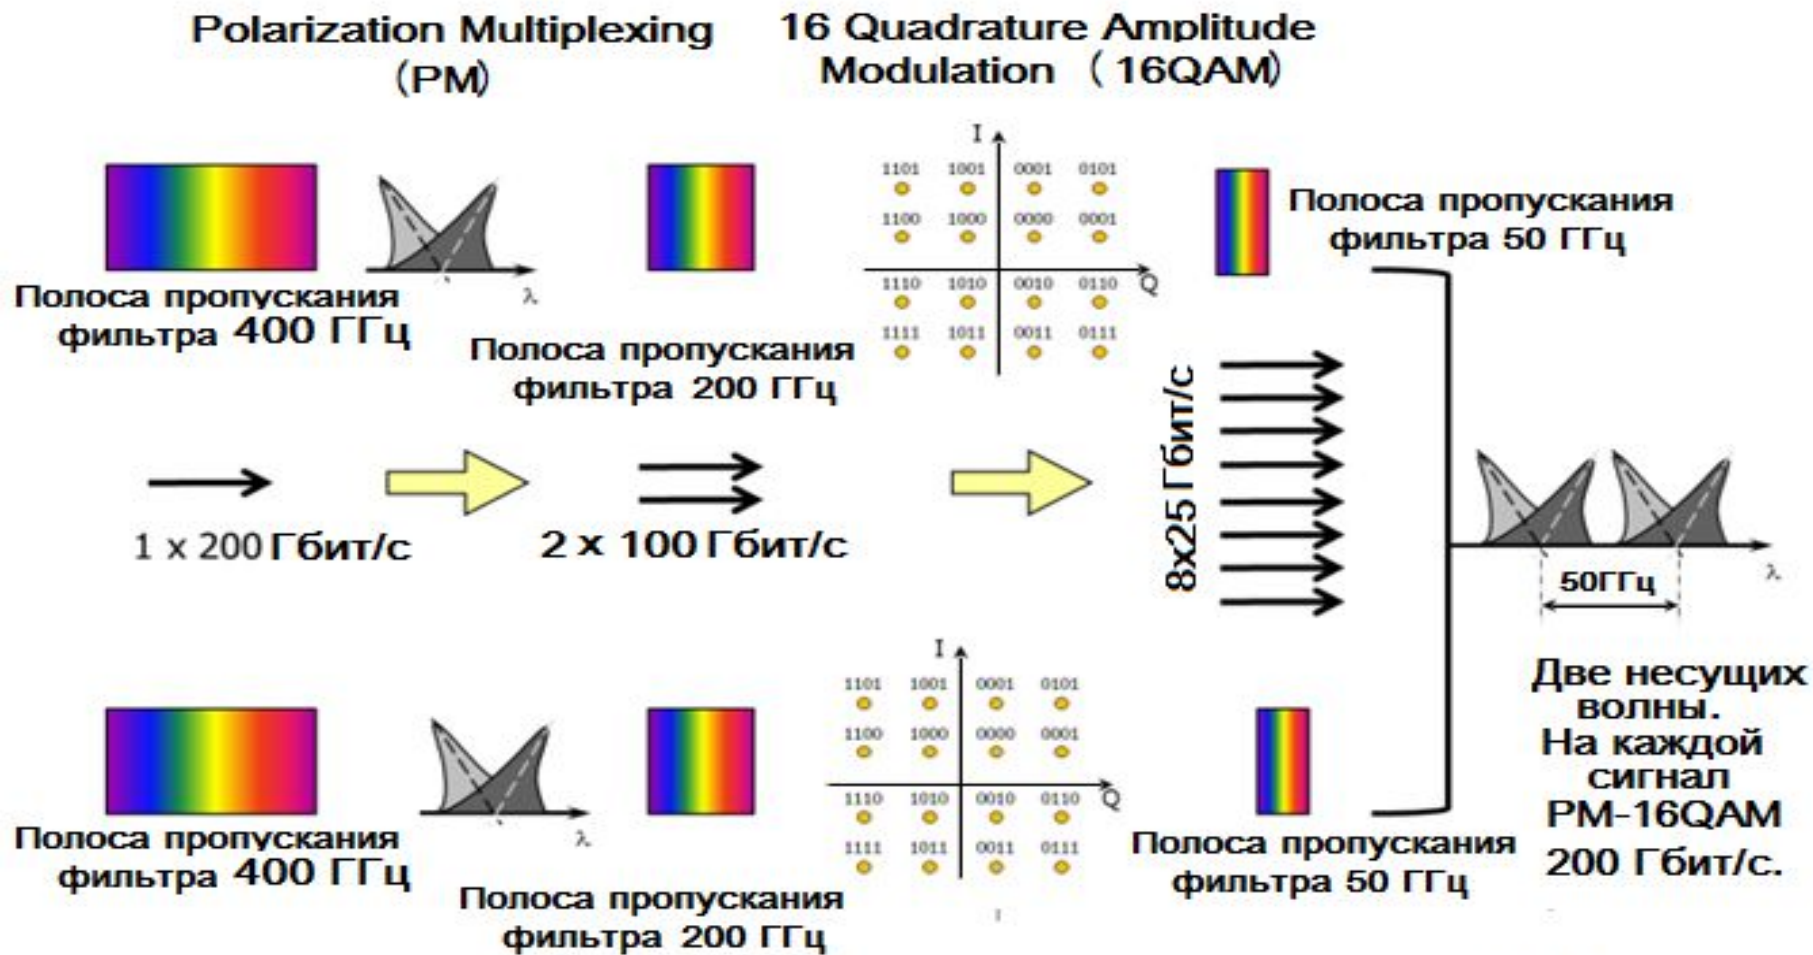 Polarization Multiplexing
(PM)
16 Quadrature Amplitude
Modulation ( 16QAM)
I
1101 1001 0001 0101
1100 1000 0000 0001
Q
1110 1010 0010 0110
1111 1011 0011 0111
Полоса пропускания
фильтра 50 ГГц
λ
Полоса пропускания
фильтра 400 ГГц
Полоса пропускания
фильтра 200 ГГц
8x25 Гбит/с
1 x 200 Гбит/с
2 x 100 Гбит/с
λ
50ГГц
I
1101 1001 0001 0101
1100 1000 0000 0001
Q
1110 1010 0010 0110
1111 1011 0011 0111
Две несущих
волны.
На каждой
сигнал
PM-16QAM
200 Гбит/с.
λ
Полоса пропускания
фильтра 400 ГГц
Полоса пропускания
фильтра 200 ГГц
Полоса пропускания
фильтра 50 ГГц